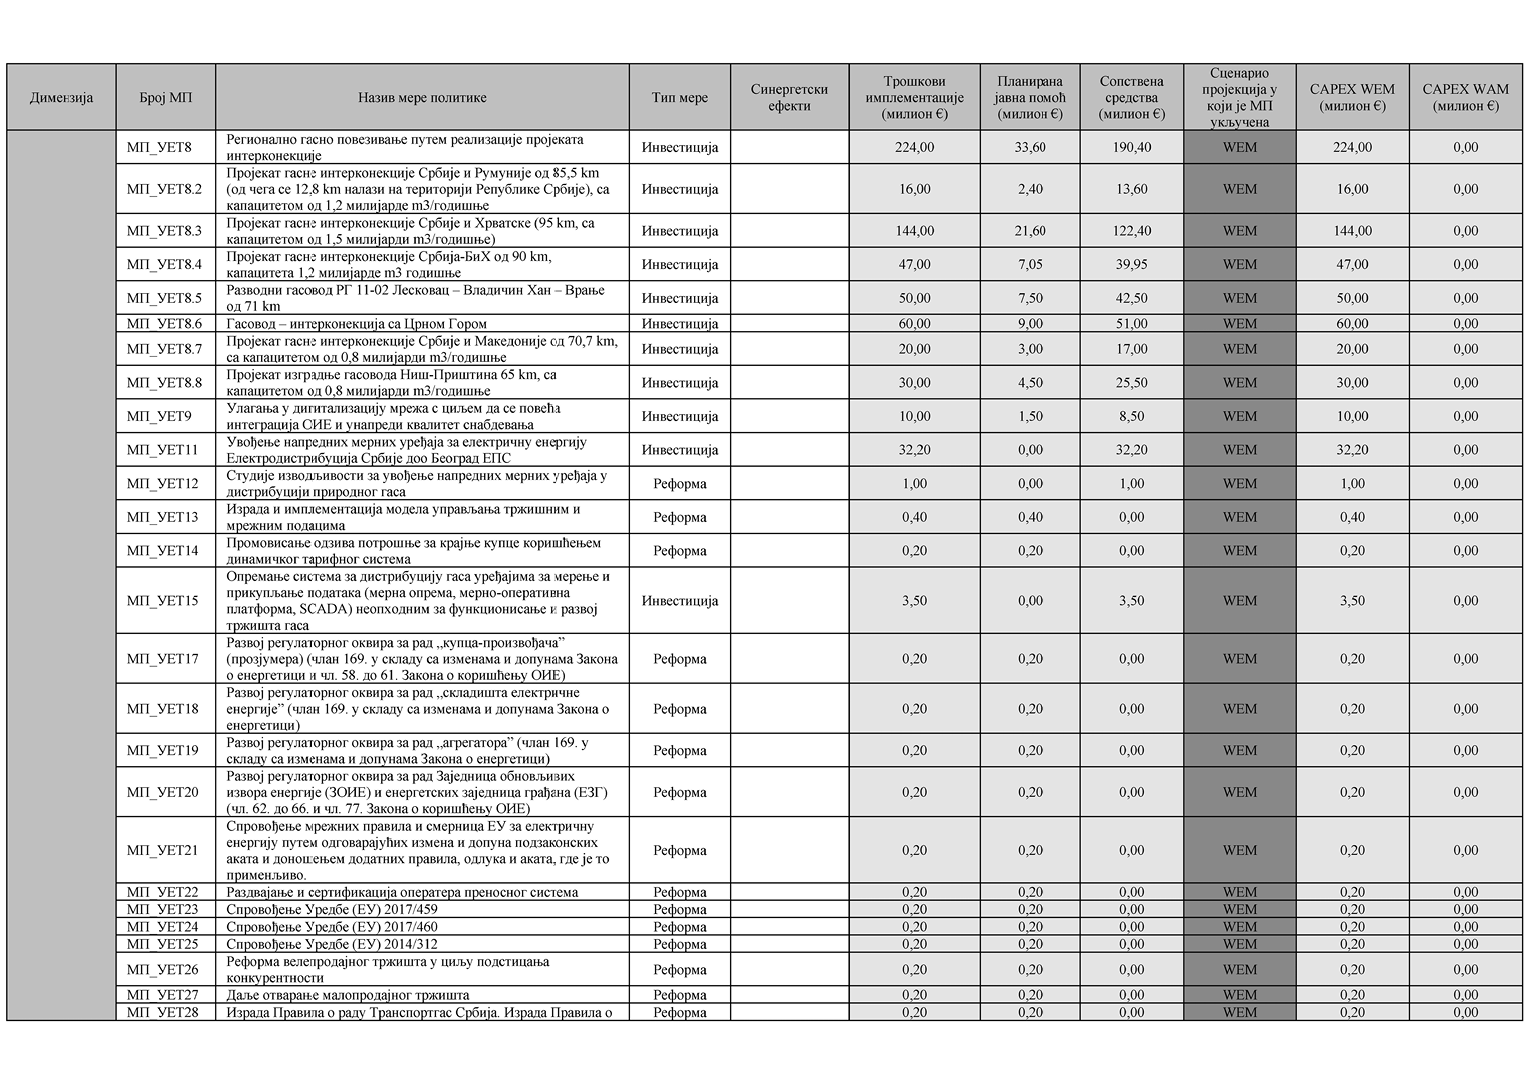 Димензија Број МП Назив мере политике Тип мере Синергетски ефекти Трошкови имплементације (милион €) Планирана јавна помоћ (милион €) Сопствена средства (милион €) Сценарио пројекција у који је МП укључена CAPEX WEM (милион €) CAPEX WAM (милион €)
МП_УЕТ8 Регионално гасно повезивање путем реализације пројеката
интерконекције Инвестиција 224,00 33,60 190,40 WEM 224,00 0,00
МП_УЕТ8.2 Пројекат гасне интерконекције Србије и Румуније од 85,5 km
(од чега се 12,8 km налази на територији Републике Србије), са
капацитетом од 1,2 милијарде m3/годишње Инвестиција 16,00 2,40 13,60 WEM 16,00 0,00
МП_УЕТ8.3 Пројекат гасне интерконекције Србије и Хрватске (95 km, са
капацитетом од 1,5 милијарди m3/годишње) Инвестиција 144,00 21,60 122,40 WEM 144,00 0,00
МП_УЕТ8.4 Пројекат гасне интерконекције Србија-БиХ од 90 km,
капацитета 1,2 милијарде m3 годишње Инвестиција 47,00 7,05 39,95 WEM 47,00 0,00
МП_УЕТ8.5 Разводни гасовод РГ 11-02 Лесковац – Владичин Хан – Врање
од 71 km Инвестиција 50,00 7,50 42,50 WEM 50,00 0,00
МП_УЕТ8.6 Гасовод – интерконекција са Црном Гором Инвестиција 60,00 9,00 51,00 WEM 60,00 0,00
МП_УЕТ8.7 Пројекат гасне интерконекције Србије и Македоније од 70,7 km,
са капацитетом од 0,8 милијарди m3/годишње Инвестиција 20,00 3,00 17,00 WEM 20,00 0,00
МП_УЕТ8.8 Пројекат изградње гасовода Ниш-Приштина 65 km, са
капацитетом од 0,8 милијарди m3/годишње Инвестиција 30,00 4,50 25,50 WEM 30,00 0,00
МП_УЕТ9 Улагања у дигитализацију мрежа с циљем да се повећа
интеграција СИЕ и унапреди квалитет снабдевања Инвестиција 10,00 1,50 8,50 WEM 10,00 0,00
МП_УЕТ11 Увођење напредних мерних уређаја за електричну енергију
Електродистрибуција Србије доо Београд ЕПС Инвестиција 32,20 0,00 32,20 WEM 32,20 0,00
МП_УЕТ12 Студије изводљивости за увођење напредних мерних уређаја у
дистрибуцији природног гаса Реформа 1,00 0,00 1,00 WEM 1,00 0,00
МП_УЕТ13 Израда и имплементација модела управљања тржишним и
мрежним подацима Реформа 0,40 0,40 0,00 WEM 0,40 0,00
МП_УЕТ14 Промовисање одзива потрошње за крајње купце коришћењем
динамичког тарифног система Реформа 0,20 0,20 0,00 WEM 0,20 0,00
МП_УЕТ15 Опремање система за дистрибуцију гаса уређајима за мерење и
прикупљање података (мерна опрема, мерно-оперативна
платформа, SCADA) неопходним за функционисање и развој
тржишта гаса Инвестиција 3,50 0,00 3,50 WEM 3,50 0,00
МП_УЕТ17 Развој регулаторног оквира за рад „купца-произвођача”
(прозјумера) (члан 169. у складу са изменама и допунама Закона
о енергетици и чл. 58. до 61. Закона о коришћењу ОИЕ) Реформа 0,20 0,20 0,00 WEM 0,20 0,00
МП_УЕТ18 Развој регулаторног оквира за рад „складишта електричне
енергије” (члан 169. у складу са изменама и допунама Закона о
енергетици) Реформа 0,20 0,20 0,00 WEM 0,20 0,00
МП_УЕТ19 Развој регулаторног оквира за рад „агрегатора” (члан 169. у
складу са изменама и допунама Закона о енергетици) Реформа 0,20 0,20 0,00 WEM 0,20 0,00
МП_УЕТ20 Развој регулаторног оквира за рад Заједница обновљивих
извора енергије (ЗОИЕ) и енергетских заједница грађана (ЕЗГ)
(чл. 62. до 66. и чл. 77. Закона о коришћењу ОИЕ) Реформа 0,20 0,20 0,00 WEM 0,20 0,00
МП_УЕТ21 Спровођење мрежних правила и смерница ЕУ за електричну
енергију путем одговарајућих измена и допуна подзаконских
аката и доношењем додатних правила, одлука и аката, где је то
применљиво. Реформа 0,20 0,20 0,00 WEM 0,20 0,00
МП_УЕТ22 Раздвајање и сертификација оператера преносног система Реформа 0,20 0,20 0,00 WEM 0,20 0,00
МП_УЕТ23 Спровођење Уредбе (ЕУ) 2017/459 Реформа 0,20 0,20 0,00 WEM 0,20 0,00
МП_УЕТ24 Спровођење Уредбе (ЕУ) 2017/460 Реформа 0,20 0,20 0,00 WEM 0,20 0,00
МП_УЕТ25 Спровођење Уредбе (ЕУ) 2014/312 Реформа 0,20 0,20 0,00 WEM 0,20 0,00
МП_УЕТ26 Реформа велепродајног тржишта у циљу подстицања
конкурентности Реформа 0,20 0,20 0,00 WEM 0,20 0,00
МП_УЕТ27 Даље отварање малопродајног тржишта Реформа 0,20 0,20 0,00 WEM 0,20 0,00
МП_УЕТ28 Израда Правила о раду Транспортгас Србија. Израда Правила о Реформа 0,20 0,20 0,00 WEM 0,20 0,00